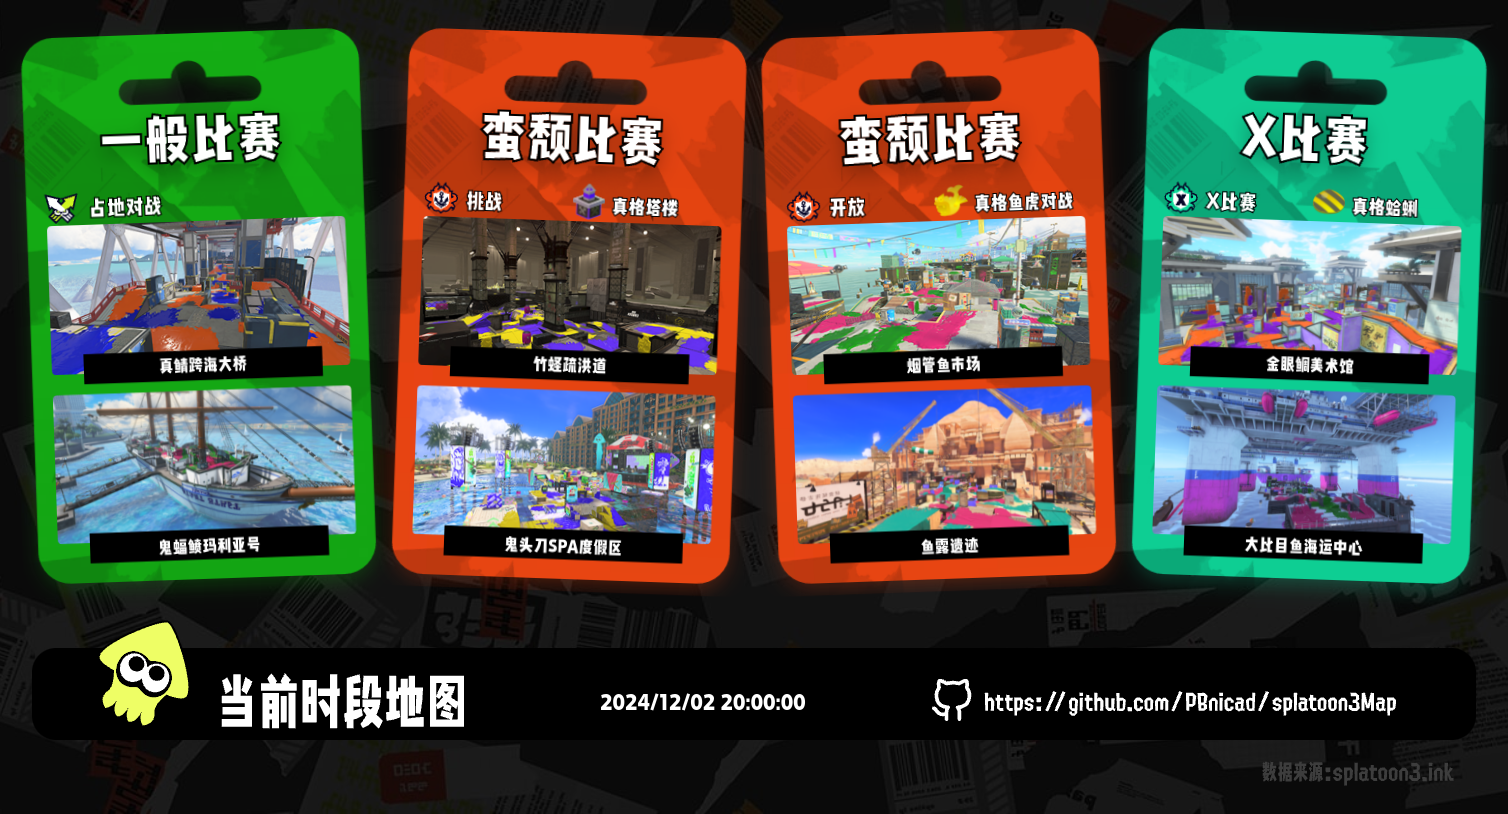 一般比赛
占地对战
真鲭跨海大桥
鬼蝠鲼玛利亚号
蛮颓比赛
挑战
真格塔楼
竹蛏疏洪道
鬼头刀SPA度假区
蛮颓比赛
开放
真格鱼虎对战
烟管鱼市场
鱼露遗迹
X比赛
X比赛
真格蛤蜊
金眼鲷美术馆
大比目鱼海运中心
当前时段地图
2024/12/02 20:00:00
https://github.com/PBnicad/splatoon3Map
数据来源:splatoon3.ink